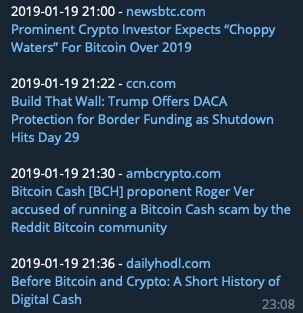 2019-01-19 21:00 - newsbtc.com
Prominent Crypto Investor Expects “Choppy
Waters” For Bitcoin Over 2019
2019-01-19 21:22 - ccn.com
Build That Wall: Trump Offers DACA
Protection for Border Funding as Shutdown
Hits Day 29
2019-01-19 21:30 - ambcrypto.com
Bitcoin Cash [BCH] proponent Roger Ver
accused of running a Bitcoin Cash scam by the
Reddit Bitcoin community
2019-01-19 21:36 - dailyhodl.com
Before Bitcoin and Crypto: A Short History of
Digital Cash
23:08